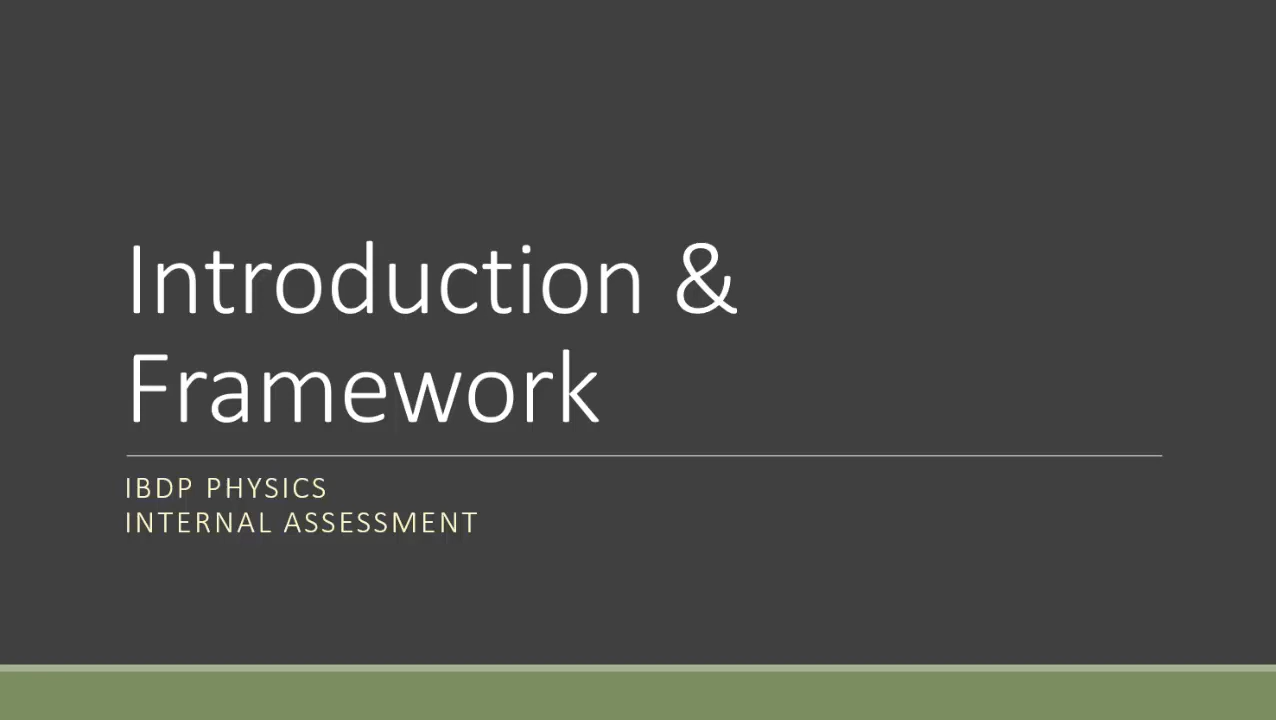 Introduction &
Framework
IBDP PHYSICS
INTERNAL ASSESSMENT